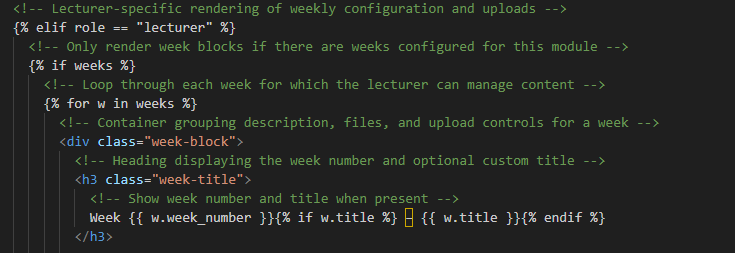 <!-- Lecturer-specific rendering of weekly configuration and uploads -->
{% elif role == "lecturer" %}
<!-- Only render week blocks if there are weeks configured for this module -->
{% if weeks %}
<!-- Loop through each week for which the lecturer can manage content -->
{% for w in weeks %}
<!-- Container grouping description, files, and upload controls for a week -->
<div class="week-block">
<!-- Heading displaying the week number and optional custom title -->
<h3 class="week-title">
<!-- Show week number and title when present -->
Week {{ w.week_number }}{% if w.title %} – {{ w.title }}{% endif %}
</h3>